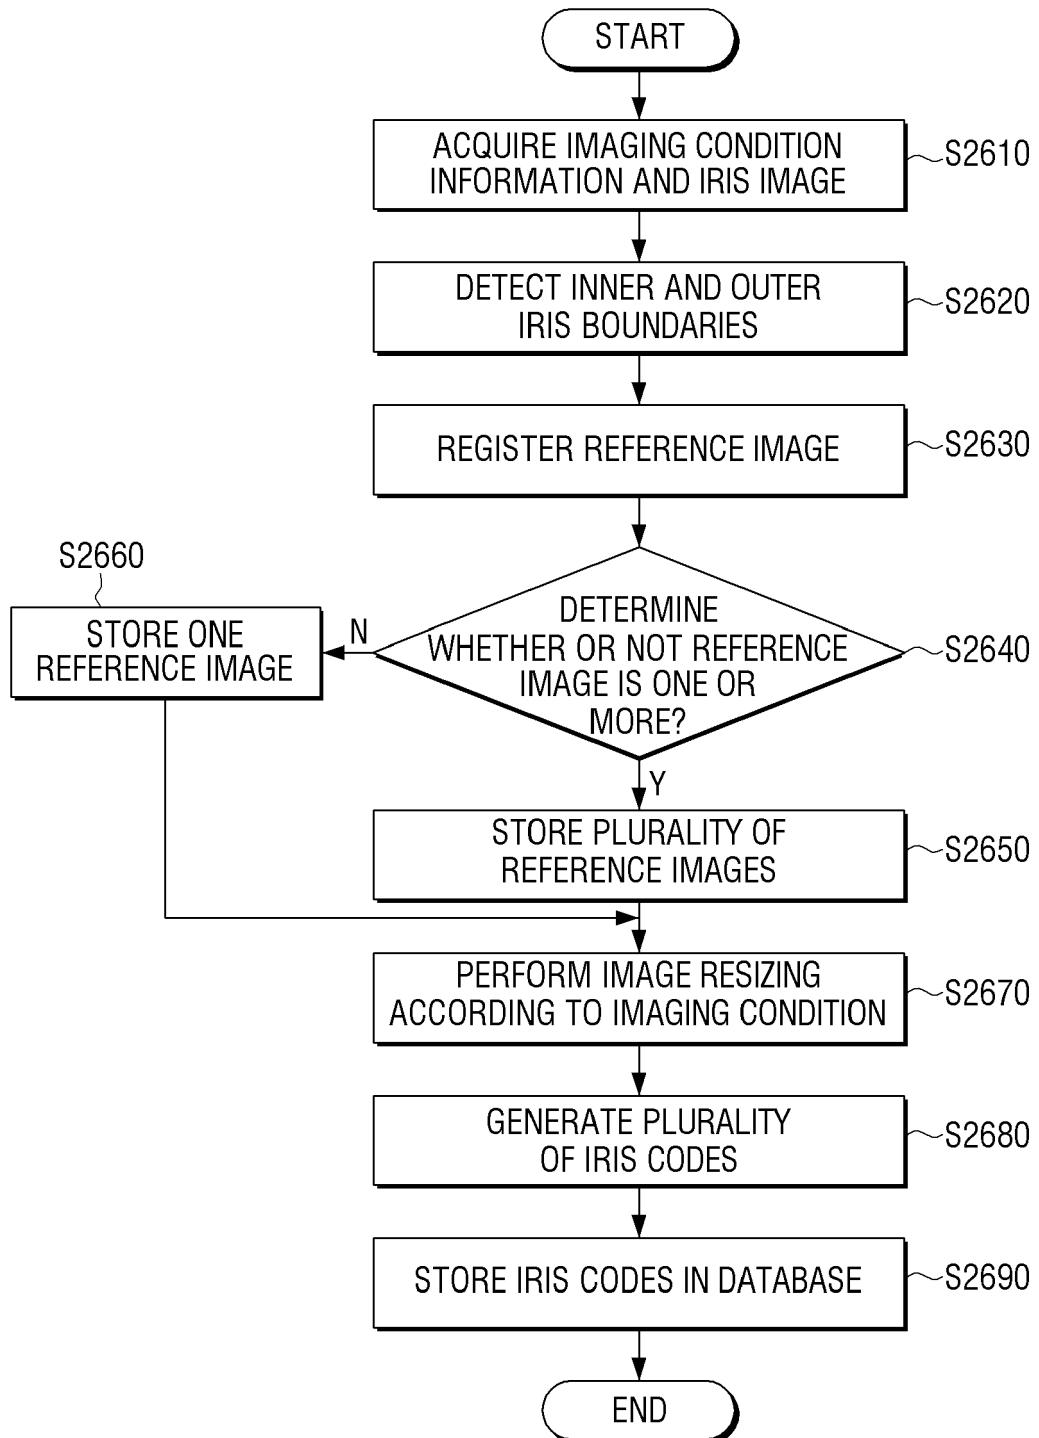 START
ACQUIRE IMAGING CONDITION
INFORMATION AND IRIS IMAGE
S2610
DETECT INNER AND OUTER
IRIS BOUNDARIES
S2620
REGISTER REFERENCE IMAGE
S2630
S2660
STORE ONE
REFERENCE IMAGE
N
DETERMINE
WHETHER OR NOT REFERENCE
IMAGE IS ONE OR
MORE?
S2640
Y
STORE PLURALITY OF
REFERENCE IMAGES
S2650
PERFORM IMAGE RESIZING
ACCORDING TO IMAGING CONDITION
S2670
GENERATE PLURALITY
OF IRIS CODES
S2680
STORE IRIS CODES IN DATABASE
S2690
END